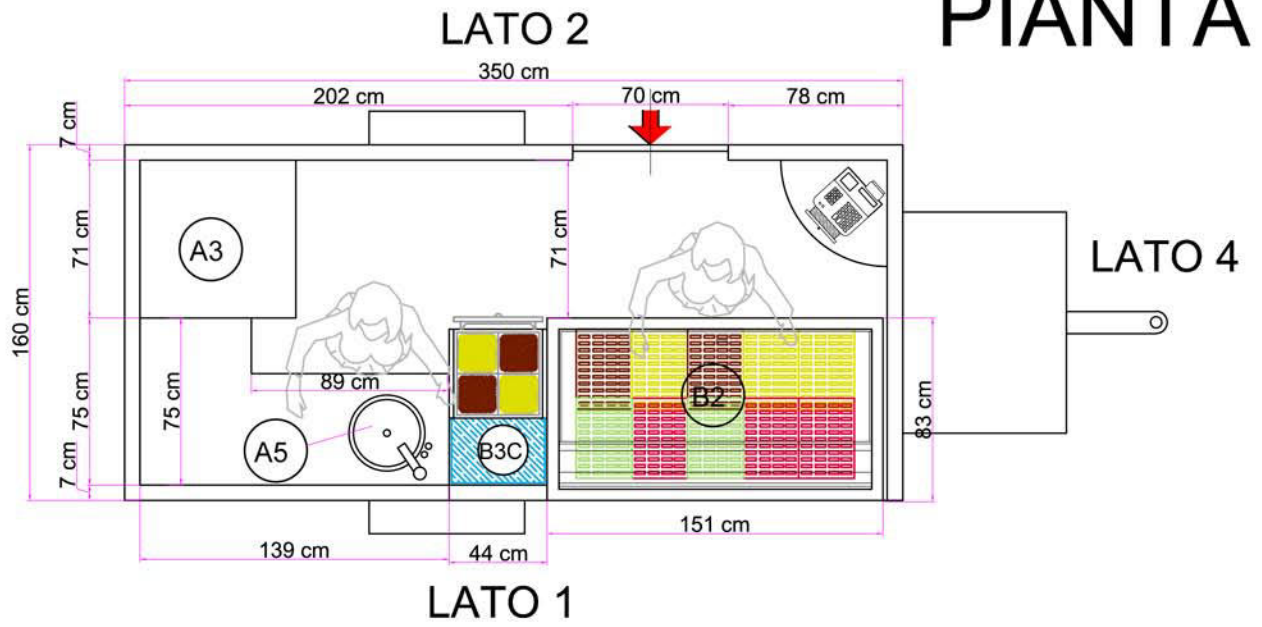 PIANTA
LATO 2
350 cm
202 cm
70 cm
78 cm
7 cm
71 cm
71 cm
A3
LATO 4
160 cm
89 cm
B2
75 cm
75 cm
83 cm
A5
B3C
7 cm
151 cm
139 cm
44 cm
LATO 1